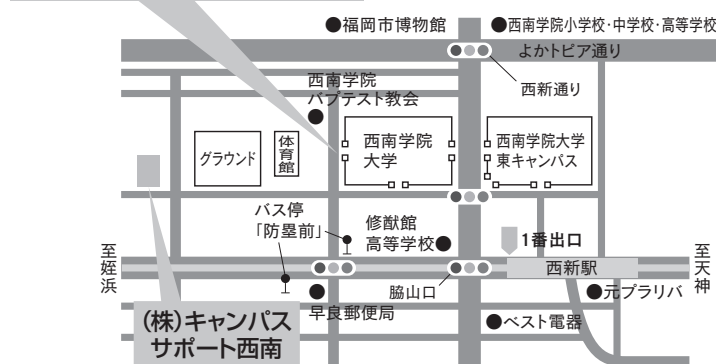 ●福岡市博物館
●西南学院小学校・中学校・高等学校
よかトピア通り
西新通り
西南学院
バプテスト教会
グラウンド
体育館
西南学院
大学
西南学院大学
東キャンパス
バス停
「防塁前」
修猷館
高等学校●
1番出口
至姪浜
西新駅
至天神
脇山口
早良郵便局
●元プラリバ
●ベスト電器
(株)キャンパス
サポート西南